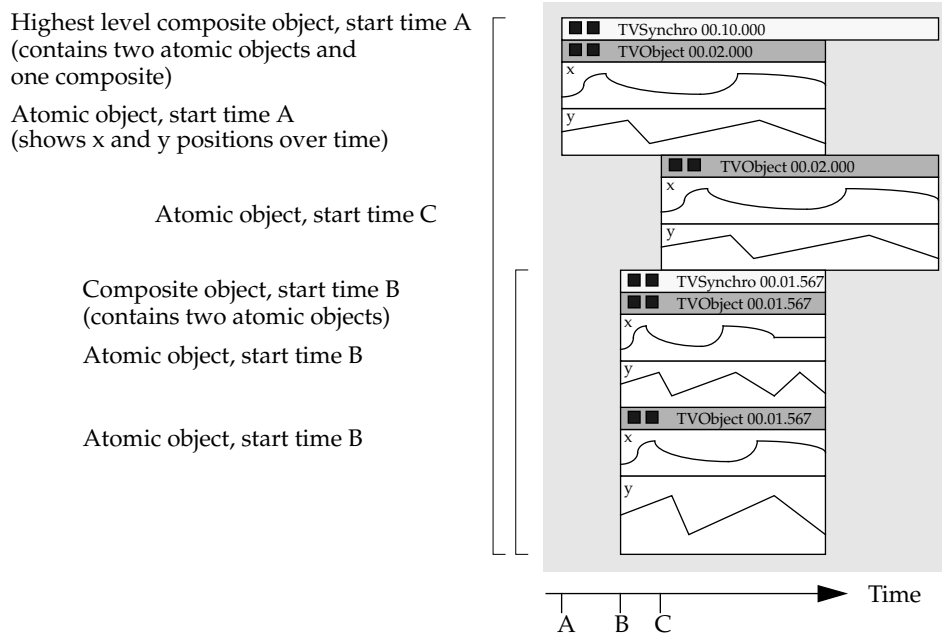 Highest level composite object, start time A
(contains two atomic objects and
one composite)
Atomic object, start time A
(shows x and y positions over time)
Atomic object, start time C
Composite object, start time B
(contains two atomic objects)
Atomic object, start time B
Atomic object, start time B
TVSynchro 00.10.000
TVObject 00.02.000
x
y
TVObject 00.02.000
x
y
TVSynchro 00.01.567
TVObject 00.01.567
x
y
TVObject 00.01.567
x
y
Time
A B C